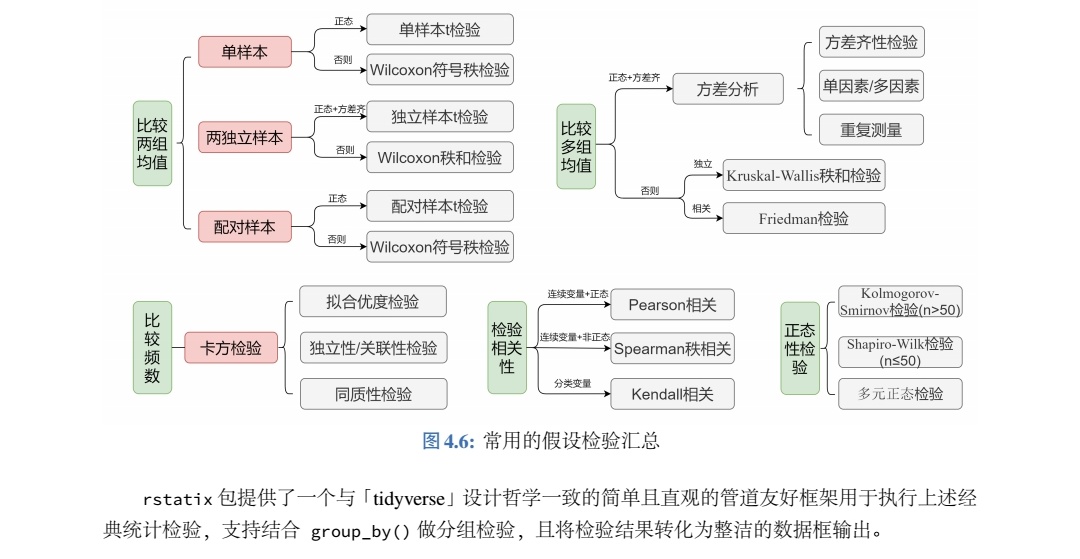 比较
两组
均值
单样本
正态
单样本t检验
否则
Wilcoxon符号秩检验
两独立样本
正态+方差齐
独立样本t检验
否则
Wilcoxon秩和检验
配对样本
正态
配对样本t检验
否则
Wilcoxon符号秩检验
比较
多组
均值
正态+方差齐
方差分析
方差齐性检验
单因素/多因素
重复测量
否则
独立
Kruskal-Wallis秩和检验
相关
Friedman检验
比
较
频
数
卡方检验
拟合优度检验
独立性/关联性检验
同质性检验
检验
相关
性
连续变量+正态
Pearson相关
连续变量+非正态
Spearman秩相关
分类变量
Kendall相关
正态
性检
验
Kolmogorov-
Smirnov检验(n>50)
Shapiro-Wilk检验
(n≤50)
多元正态检验
图 4.6: 常用的假设检验汇总
rstatix 包提供了一个与「tidyverse」设计哲学一致的简单且直观的管道友好框架用于执行上述经
典统计检验，支持结合 group_by() 做分组检验，且将检验结果转化为整洁的数据框输出。